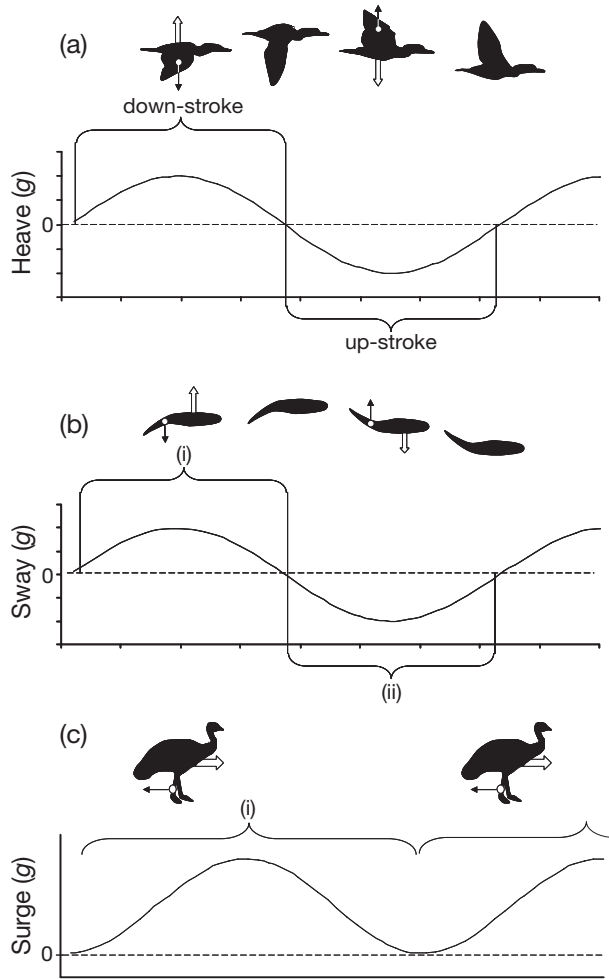 (a)
down-stroke
Heave (g)
0
up-stroke
(b)
(i)
Sway (g)
0
(ii)
(c)
(i)
Surge (g)
0